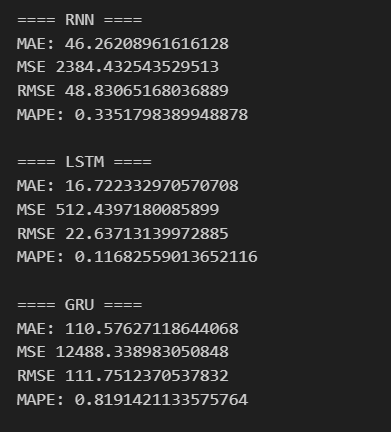 ==== RNN ====
MAE: 46.26208961616128
MSE 2384.432543529513
RMSE 48.83065168036889
MAPE: 0.3351798389948878
==== LSTM ====
MAE: 16.722332970570708
MSE 512.4397180085899
RMSE 22.63713139972885
MAPE: 0.11682559013652116
==== GRU ====
MAE: 110.57627118644068
MSE 12488.338983050848
RMSE 111.7512370537832
MAPE: 0.8191421133575764